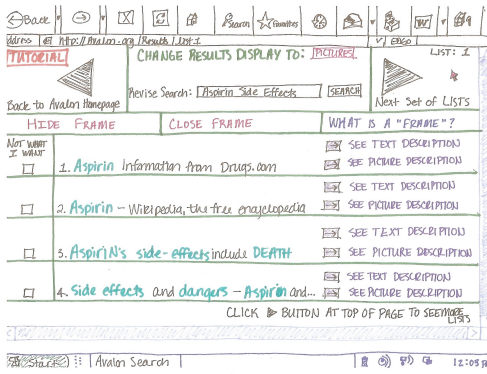 Back
Search
Favorites
W
Address http://Avalon.org/Results/List1
TUTORIAL
CHANGE RESULTS DISPLAY TO: PICTURES
LIST: 1
Revise Search: Aspirin Side Effects SEARCH
Back to Avalon Homepage
Next Set of LISTS
HIDE FRAME CLOSE FRAME WHAT IS A "FRAME"?
NOT WHAT
I WANT
SEE TEXT DESCRIPTION
1. Aspirin Information from Drugs.com SEE PICTURE DESCRIPTION
SEE TEXT DESCRIPTION
2. Aspirin - Wikipedia, the free encyclopedia SEE PICTURE DESCRIPTION
SEE TEXT DESCRIPTION
3. Aspirin's side-effects include DEATH SEE PICTURE DESCRIPTION
SEE TEXT DESCRIPTION
4. Side effects and dangers - Aspirin and... SEE PICTURE DESCRIPTION
CLICK ▶ BUTTON AT TOP OF PAGE TO SEE MORE
LISTS
Start Avalon Search 12:05